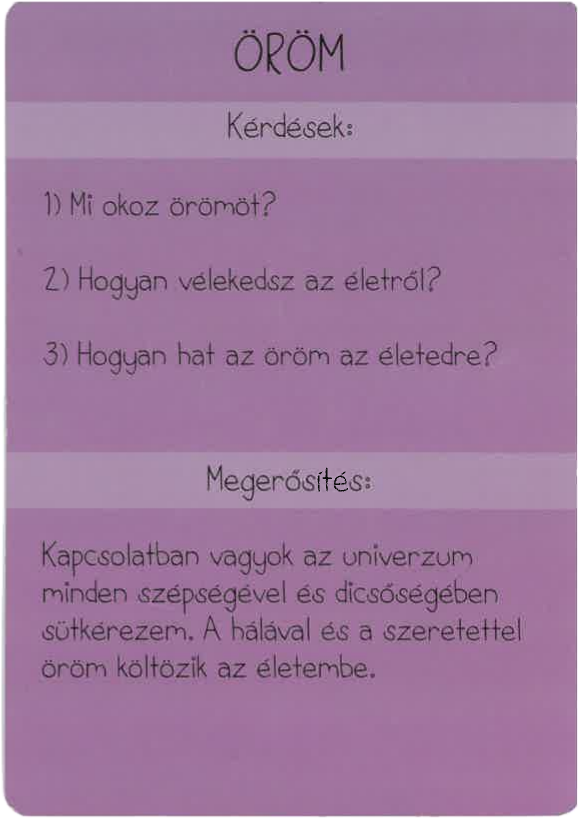 ÖRÖM
Kérdések:
1) Mi okoz örömöt?
2) Hogyan vélekedsz az életről?
3) Hogyan hat az öröm az életedre?
Megerősítés:
Kapcsolatban vagyok az univerzum
minden szépségével és dicsőségében
sütkérezem. A hálával és a szeretettel
öröm költözik az életembe.